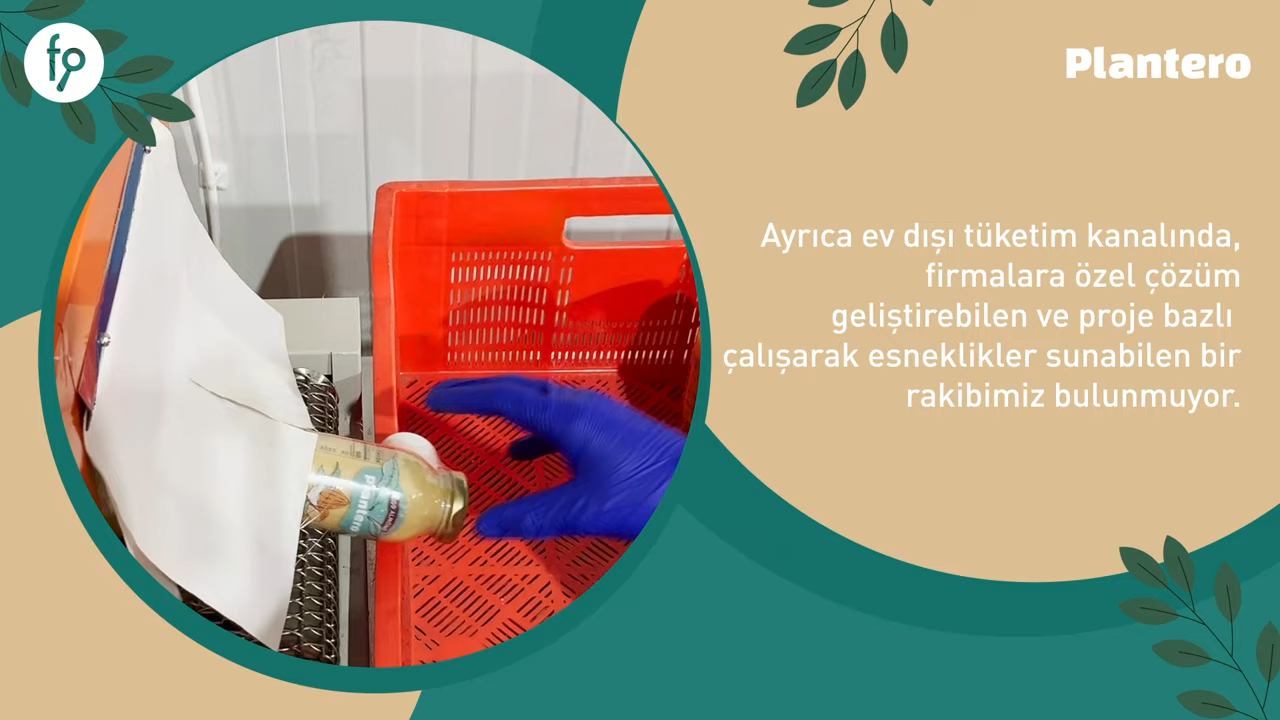 fo
Plantero
Ayrıca ev dışı tüketim kanalında,
firmalara özel çözüm
geliştirebilen ve proje bazlı
çalışarak esneklikler sunabilen bir
rakibimiz bulunmuyor.
plantero